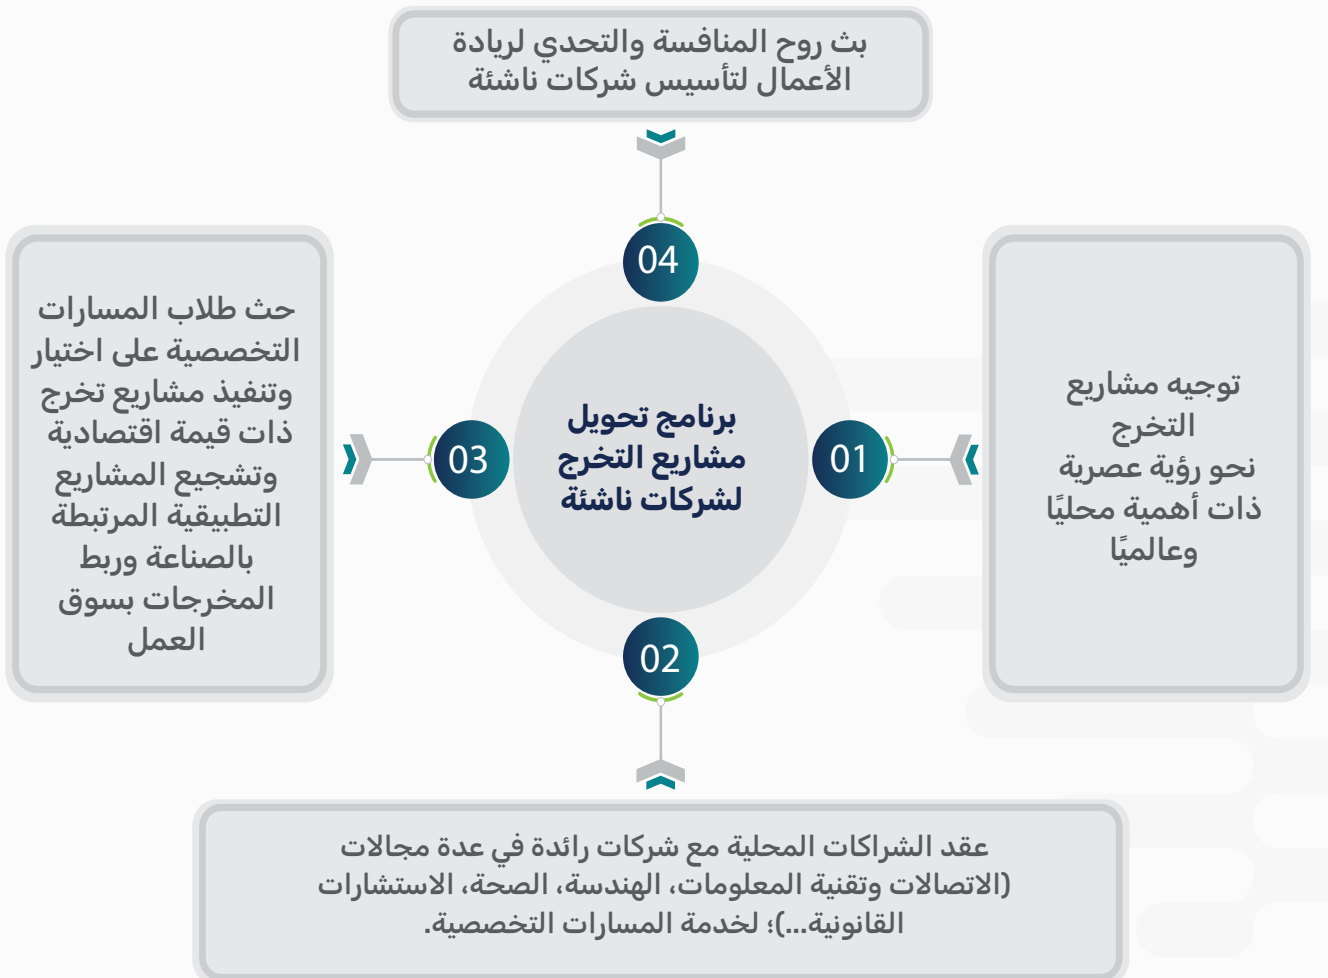 بث روح المنافسة والتحدي لريادة
الأعمال لتأسيس شركات ناشئة
04
برنامج تحويل
مشاريع التخرج
لشركات ناشئة
01
توجيه مشاريع
التخرج
نحو رؤية عصرية
ذات أهمية محليًا
وعالميًا
02
عقد الشراكات المحلية مع شركات رائدة في عدة مجالات
(الاتصالات وتقنية المعلومات، الهندسة، الصحة، الاستشارات
القانونية...)؛ لخدمة المسارات التخصصية.
03
حث طلاب المسارات
التخصصية على اختيار
وتنفيذ مشاريع تخرج
ذات قيمة اقتصادية
وتشجيع المشاريع
التطبيقية المرتبطة
بالصناعة وربط
المخرجات بسوق
العمل